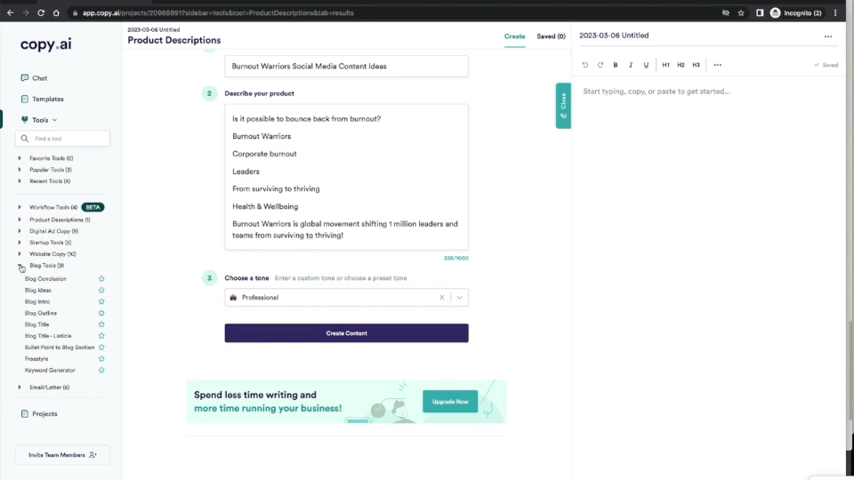 app.copy.ai/projects/20968891?sidebar=tools&tool=ProductDescriptions&tab=results
Incognito (2)
copy.ai
Chat
Templates
Tools
Find a tool
Favorite Tools (0)
Popular Tools (3)
Recent Tools (4)
Workflow Tools (4) BETA
Product Descriptions (1)
Digital Ad Copy (9)
Startup Tools (5)
Website Copy (10)
Blog Tools (9)
Blog Conclusion
Blog Ideas
Blog Intro
Blog Outline
Blog Title
Blog Title - Listicle
Bullet Point to Blog Section
Freestyle
Keyword Generator
Email/Letter (6)
Projects
Invite Team Members
2023-03-06 Untitled
Product Descriptions
Create
Saved (0)
Burnout Warriors Social Media Content Ideas
2 Describe your product
Is it possible to bounce back from burnout?
Burnout Warriors
Corporate burnout
Leaders
From surviving to thriving
Health & Wellbeing
Burnout Warriors is global movement shifting 1 million leaders and
teams from surviving to thriving!
3 Choose a tone Enter a custom tone or choose a preset tone
Professional
Create Content
Spend less time writing and
more time running your business!
Upgrade Now
Close
2023-03-06 Untitled
B I U H1 H2 H3
Saved
Start typing, copy, or paste to get started...